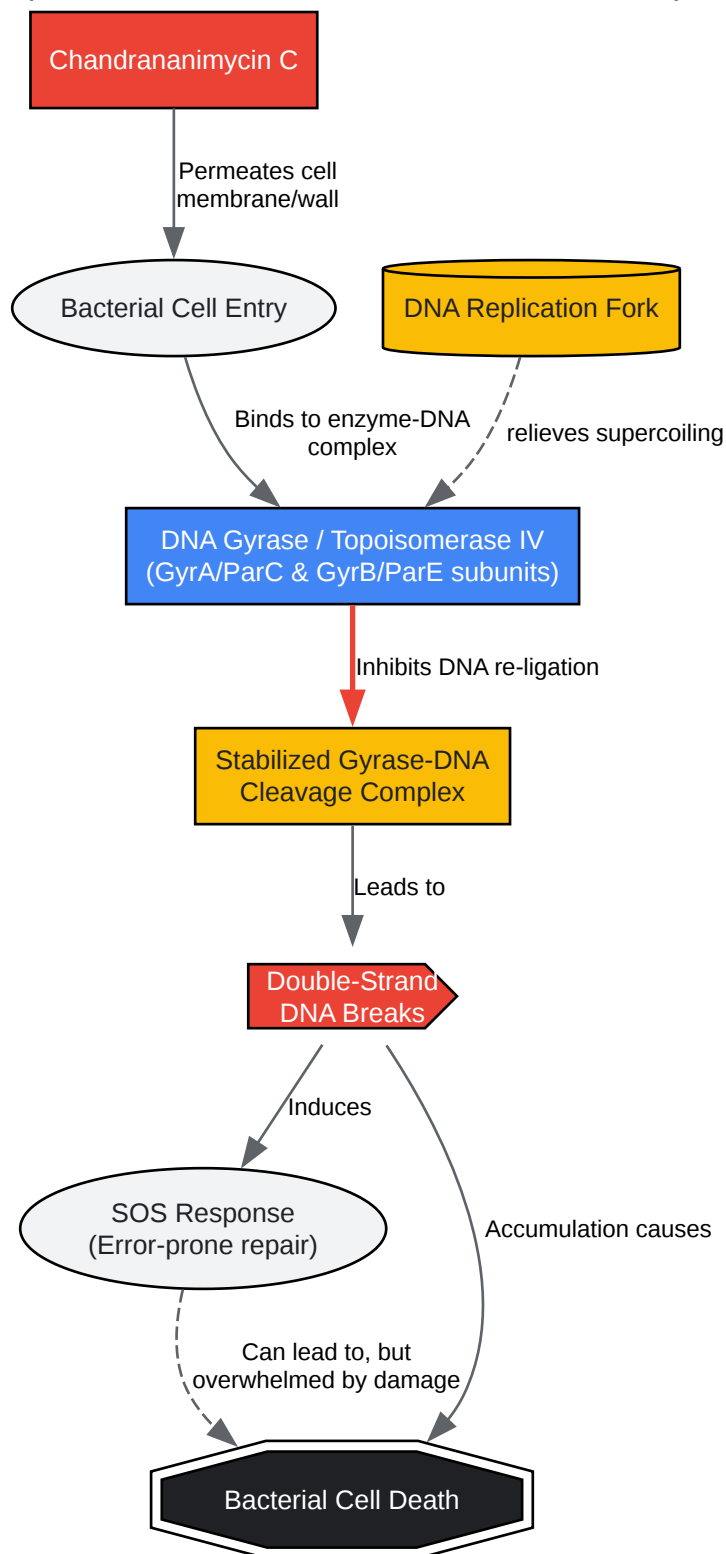 Chandrananimycin C
Permeates cell
membrane/wall
Bacterial Cell Entry
DNA Replication Fork
Binds to enzyme-DNA
complex
relieves supercoiling
DNA Gyrase / Topoisomerase IV
(GyrA/ParC & GyrB/ParE subunits)
Inhibits DNA re-ligation
Stabilized Gyrase-DNA
Cleavage Complex
Leads to
Double-Strand
DNA Breaks
Induces
SOS Response
(Error-prone repair)
Accumulation causes
Can lead to, but
overwhelmed by damage
Bacterial Cell Death